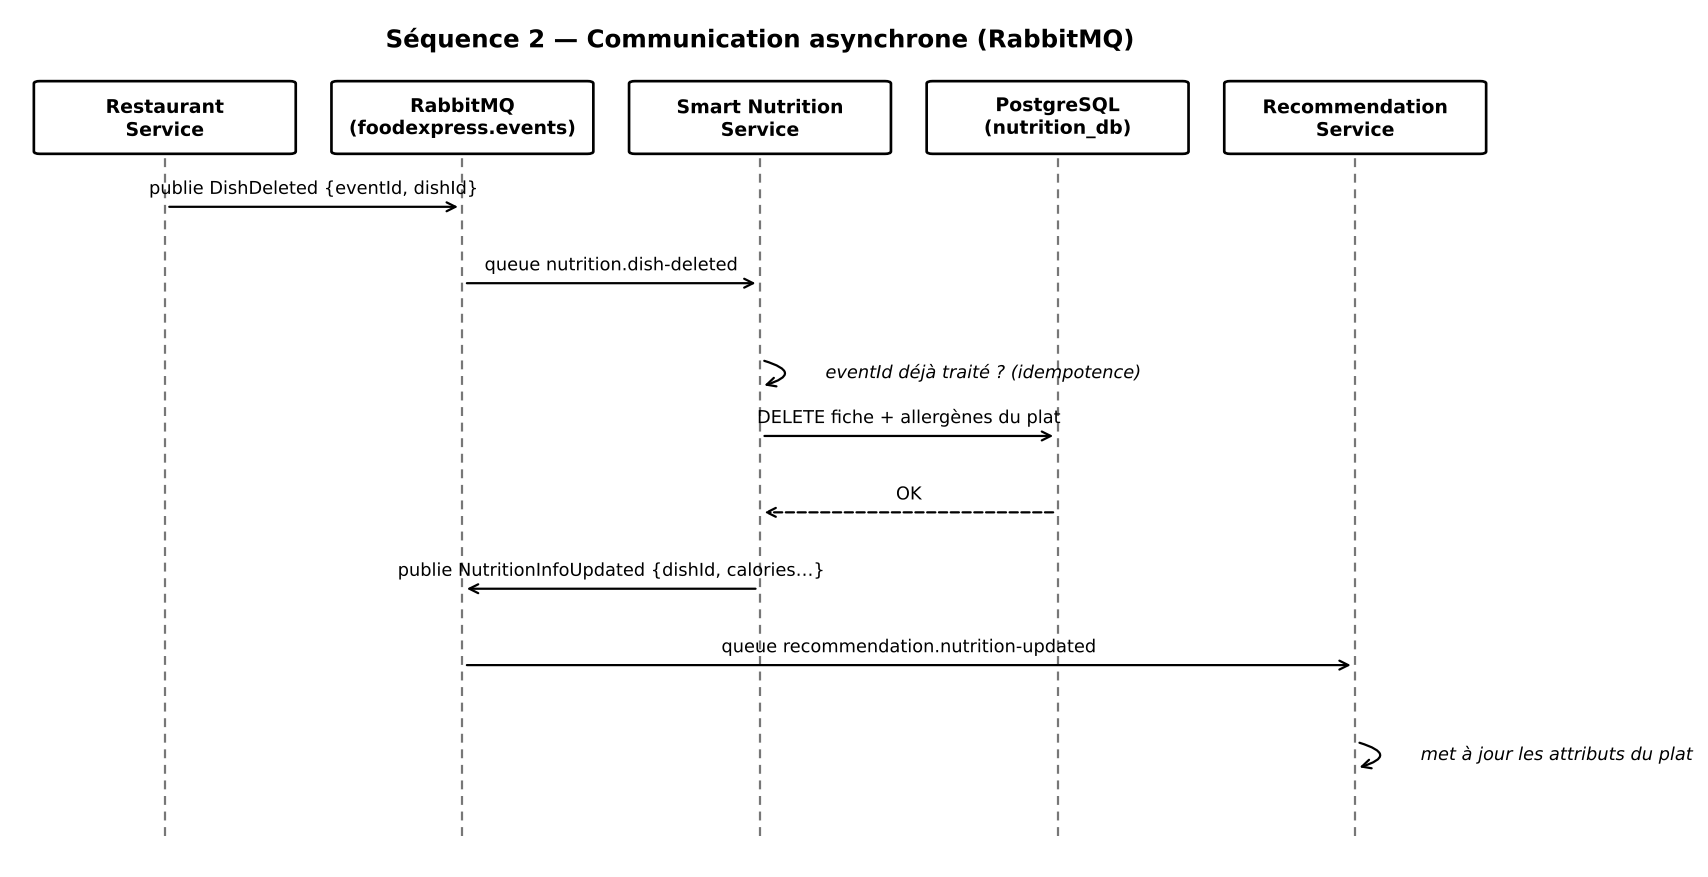 Séquence 2 — Communication asynchrone (RabbitMQ)
Restaurant
Service
RabbitMQ
(foodexpress.events)
Smart Nutrition
Service
PostgreSQL
(nutrition_db)
Recommendation
Service
publie DishDeleted {eventId, dishId}
queue nutrition.dish-deleted
eventId déjà traité ? (idempotence)
DELETE fiche + allergènes du plat
OK
publie NutritionInfoUpdated {dishId, calories…}
queue recommendation.nutrition-updated
met à jour les attributs du plat